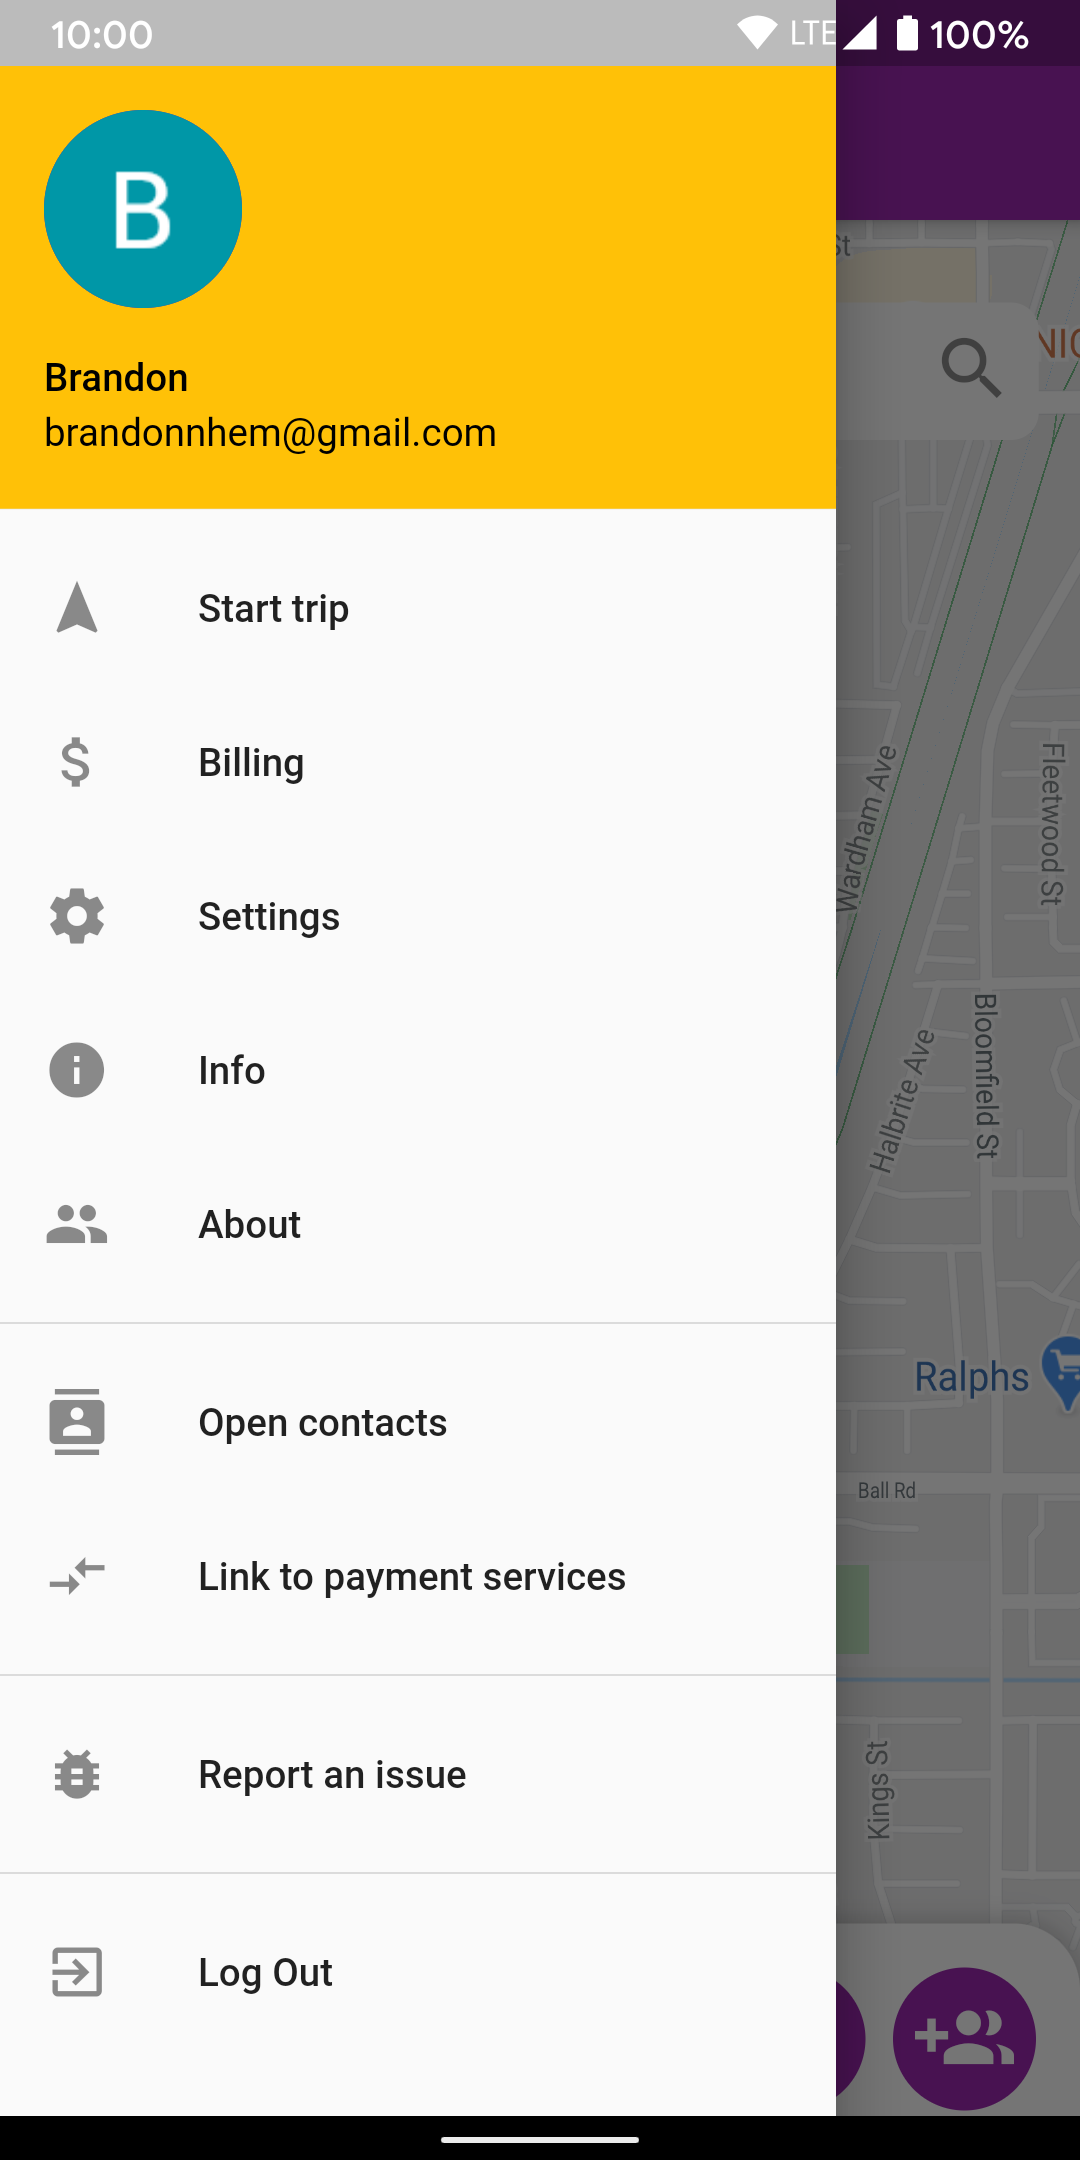 10:00
LTE 100%
B
Brandon
brandonnhem@gmail.com
Start trip
Billing
Settings
Info
About
Open contacts
Link to payment services
Report an issue
Log Out
St
Wardham Ave
Fleetwood St
Bloomfield St
Halbrite Ave
Ralphs
Ball Rd
Kings St